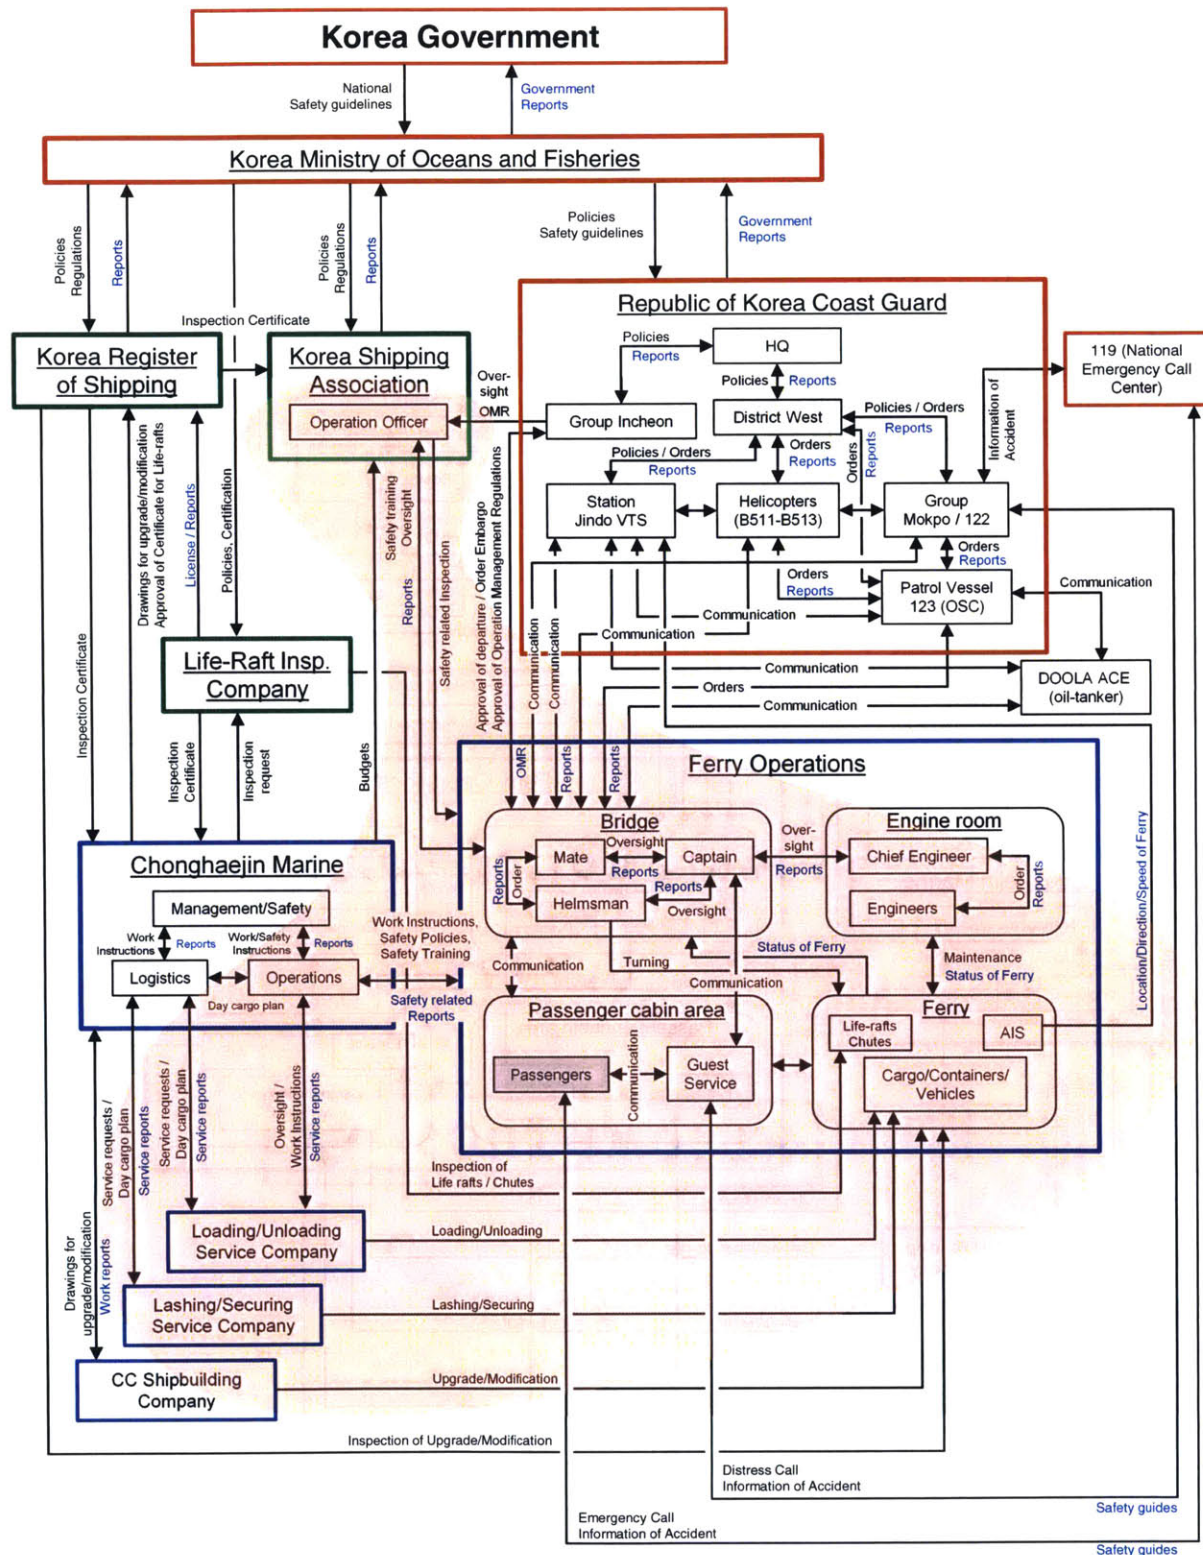 Korea Government
National
Safety guidelines
Government
Reports
Korea Ministry of Oceans and Fisheries
Policies
Regulations
Reports
Policies
Regulations
Reports
Policies
Safety guidelines
Government
Reports
Inspection Certificate
Korea Register
of Shipping
Korea Shipping
Association
Operation Officer
Over-
sight
OMR
Republic of Korea Coast Guard
HQ
Policies
Reports
Policies
Reports
Group Incheon
District West
Policies / Orders
Reports
Policies / Orders
Reports
Orders
Reports
Orders
Reports
Station
Jindo VTS
Helicopters
(B511-B513)
Group
Mokpo / 122
Orders
Reports
Orders
Reports
Patrol Vessel
123 (OSC)
Communication
Communication
119 (National
Emergency Call
Center)
Information of
Accident
Communication
Communication
Orders
Communication
DOOLA ACE
(oil-tanker)
Drawings for upgrade/modification
Approval of Certificate for Life-rafts
License / Reports
Policies, Certification
Safety training
Oversight
Reports
Safety related Inspection
Approval of departure / Order Embargo
Approval of Operation Management Regulations
Communication
Communication
OMR
Reports
Reports
Life-Raft Insp.
Company
Inspection Certificate
Inspection
Certificate
Inspection
request
Budgets
Location/Direction/Speed of Ferry
Ferry Operations
Bridge
Mate
Oversight
Reports
Captain
Reports
Order
Helmsman
Reports
Oversight
Over-
sight
Reports
Engine room
Chief Engineer
Engineers
Order
Reports
Chonghaejin Marine
Management/Safety
Work
Instructions
Reports
Work/Safety
Instructions
Reports
Logistics
Operations
Day cargo plan
Work Instructions,
Safety Policies,
Safety Training
Safety related
Reports
Communication
Turning
Status of Ferry
Communication
Maintenance
Status of Ferry
Passenger cabin area
Passengers
Communication
Guest
Service
Ferry
Life-rafts
Chutes
AIS
Cargo/Containers/
Vehicles
Drawings for
upgrade/modification
Work reports
Service requests /
Day cargo plan
Service reports
Service requests /
Day cargo plan
Service reports
Oversight /
Work Instructions
Service reports
Inspection of
Life rafts / Chutes
Loading/Unloading
Service Company
Loading/Unloading
Lashing/Securing
Service Company
Lashing/Securing
CC Shipbuilding
Company
Upgrade/Modification
Inspection of Upgrade/Modification
Distress Call
Information of Accident
Safety guides
Emergency Call
Information of Accident
Safety guides